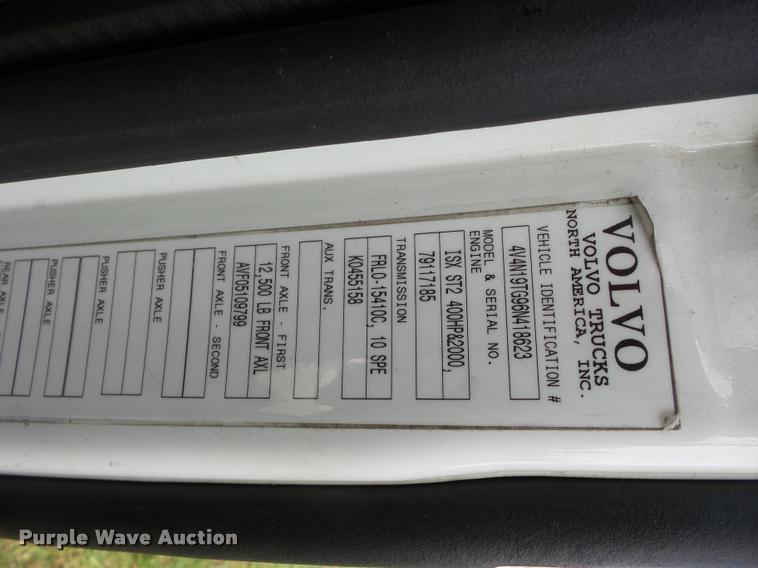 VOLVO
VOLVO TRUCKS
NORTH AMERICA, INC.
VEHICLE IDENTIFICATION #
4V4N19TG96N418623
MODEL & SERIAL NO.
ENGINE
ISX ST2 400HP&2000,
79117185
TRANSMISSION
FRLO-15410C, 10 SPE
K0455158
AUX TRANS.
FRONT AXLE - FIRST
12,500 LB FRONT AXL
AVF05109799
FRONT AXLE - SECOND
PUSHER AXLE
PUSHER AXLE
REAR AXLE
Purple Wave Auction